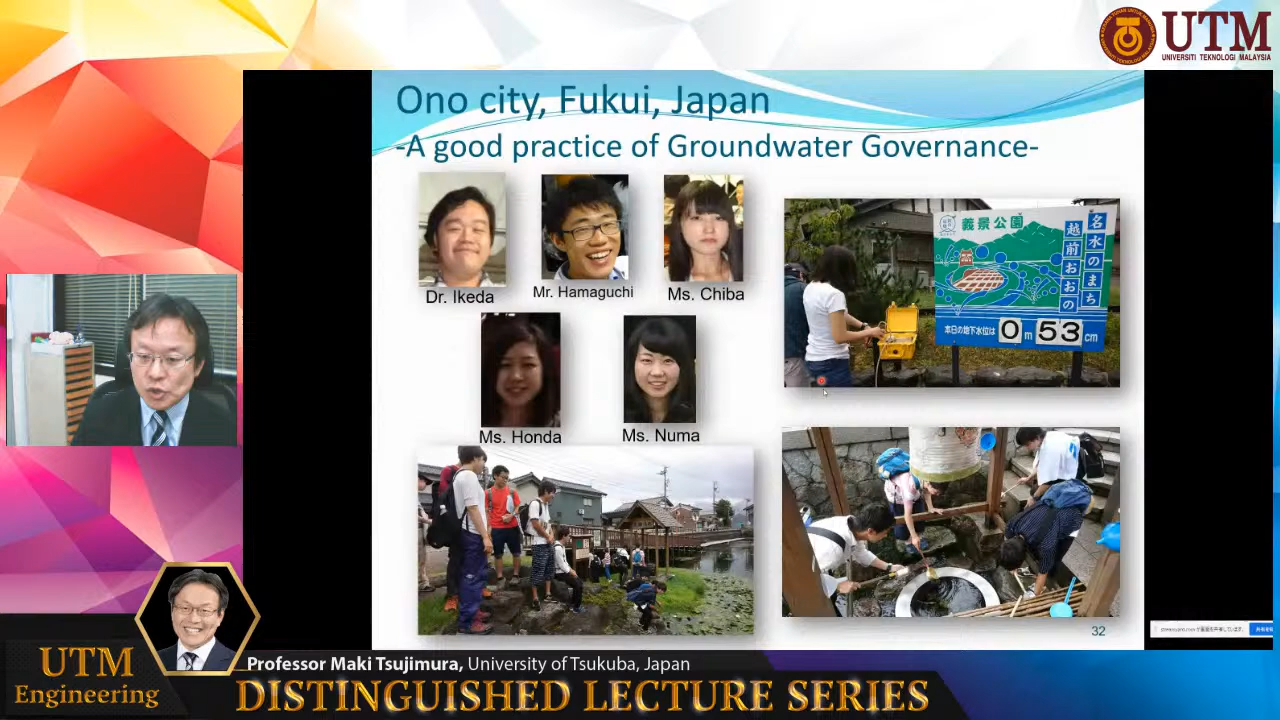 UTM
UNIVERSITI TEKNOLOGI MALAYSIA
Ono city, Fukui, Japan
-A good practice of Groundwater Governance-
Dr. Ikeda
Mr. Hamaguchi
Ms. Chiba
Ms. Honda
Ms. Numa
義景公園
名水のまち
越前おおの
本日の地下水位は 0 m 53 cm
32
UTM
Engineering
Professor Maki Tsujimura, University of Tsukuba, Japan
DISTINGUISHED LECTURE SERIES